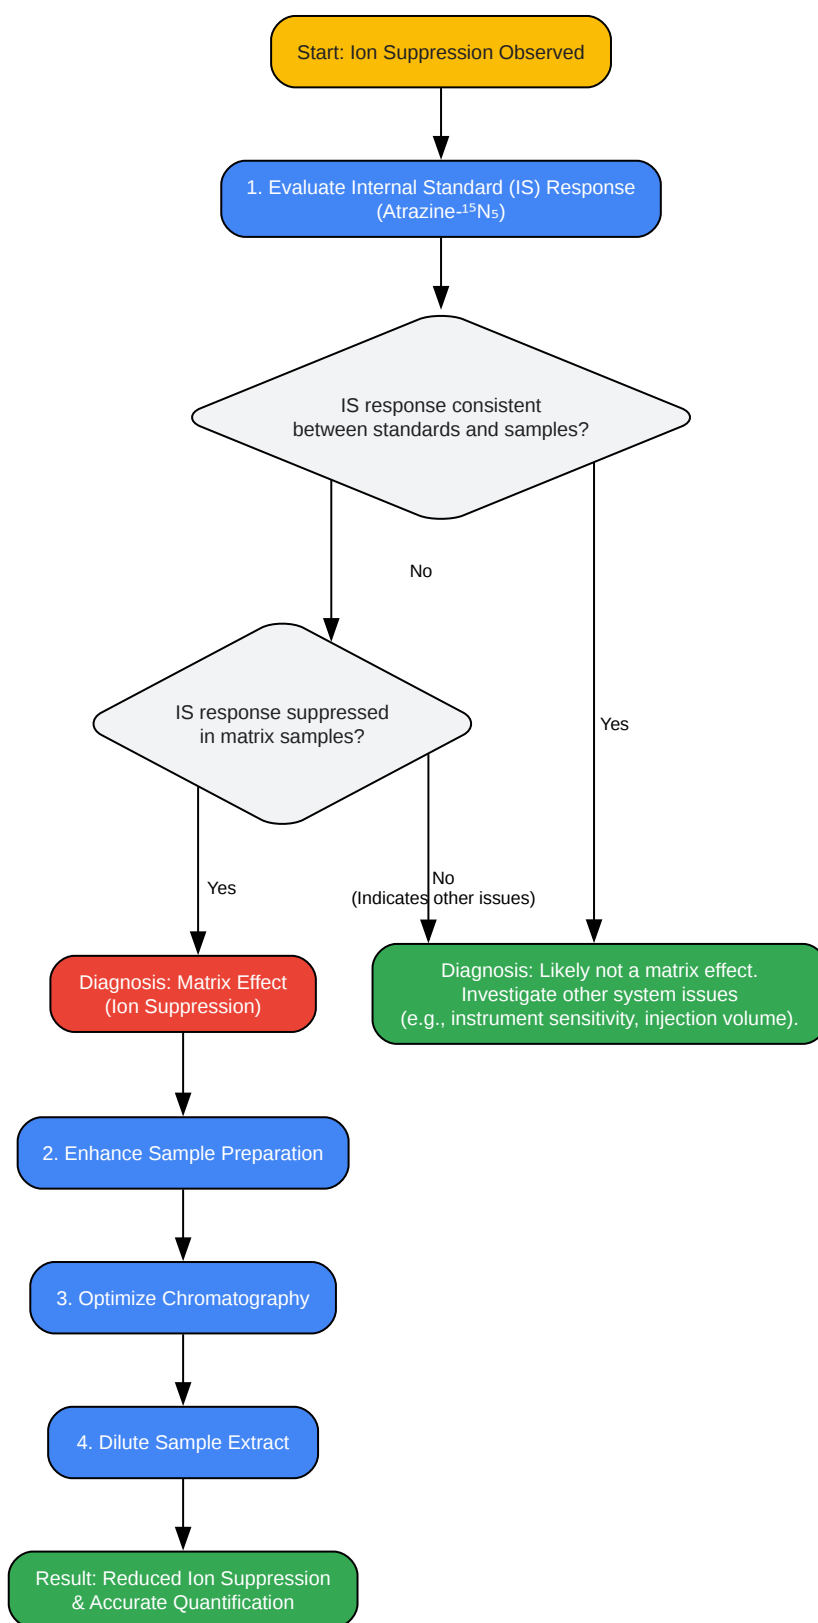 Start: Ion Suppression Observed
1. Evaluate Internal Standard (IS) Response
(Atrazine-¹⁵N₅)
IS response consistent
between standards and samples?
No
IS response suppressed
in matrix samples?
Yes
Yes
No
(Indicates other issues)
Diagnosis: Matrix Effect
(Ion Suppression)
Diagnosis: Likely not a matrix effect.
Investigate other system issues
(e.g., instrument sensitivity, injection volume).
2. Enhance Sample Preparation
3. Optimize Chromatography
4. Dilute Sample Extract
Result: Reduced Ion Suppression
& Accurate Quantification